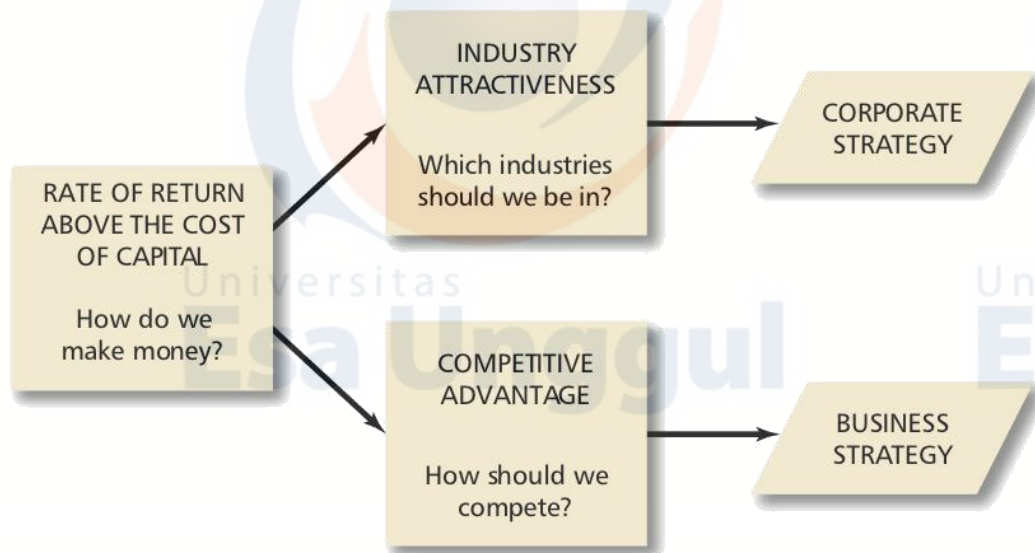 RATE OF RETURN
ABOVE THE COST
OF CAPITAL
How do we
make money?
INDUSTRY
ATTRACTIVENESS
Which industries
should we be in?
CORPORATE
STRATEGY
COMPETITIVE
ADVANTAGE
How should we
compete?
BUSINESS
STRATEGY
Universitas
Esa Unggul
Un
E